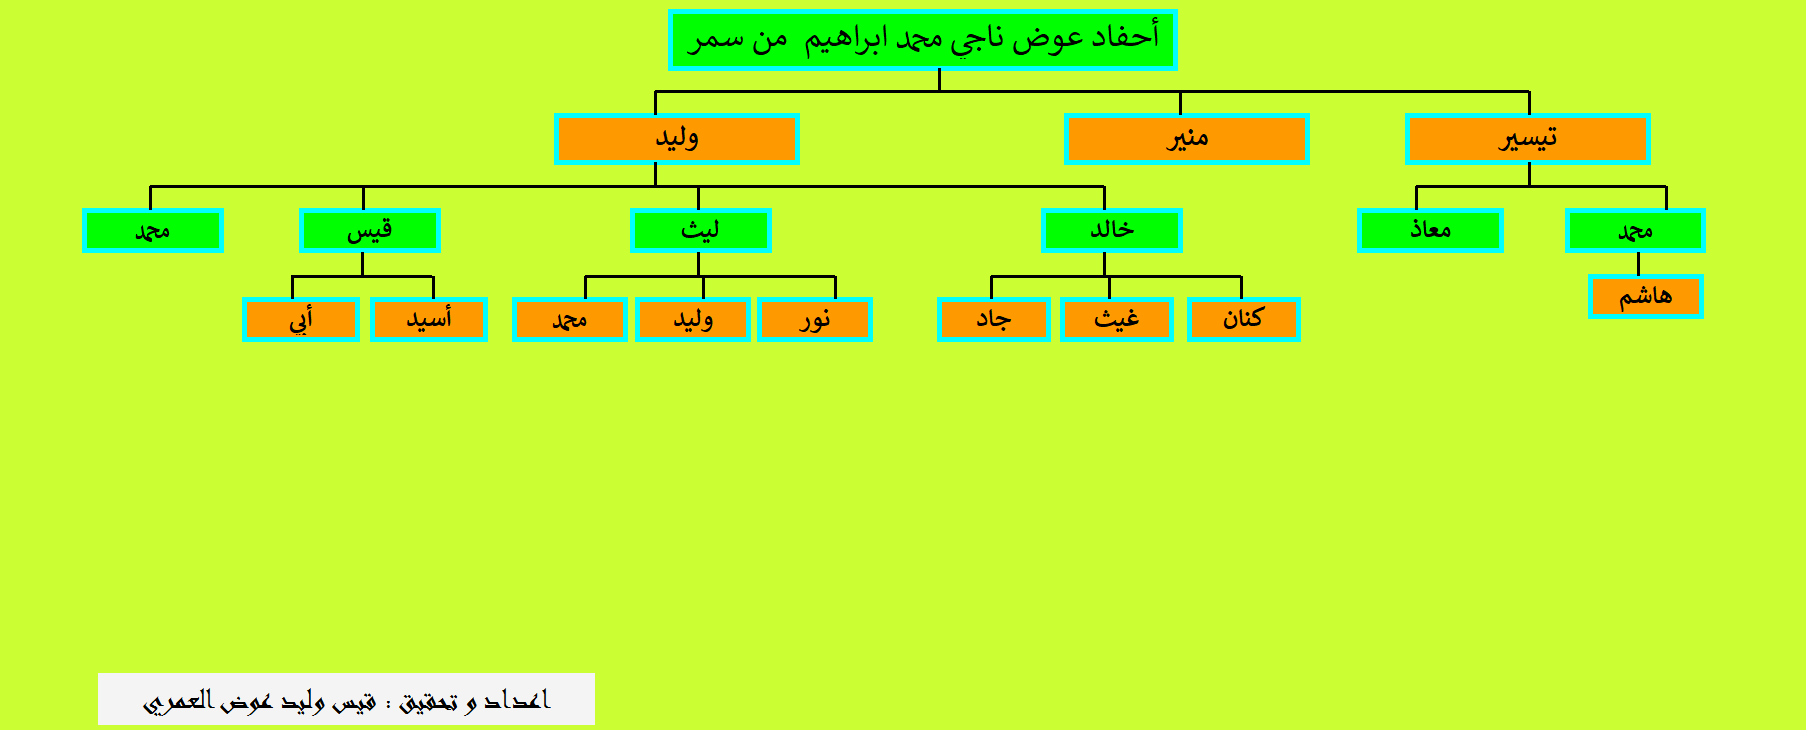 أحفاد عوض ناجي محمد ابراهيم من سمر
تيسير
منير
وليد
محمد
معاذ
خالد
ليث
قيس
محمد
هاشم
كنان
غيث
جاد
نور
وليد
محمد
أسيد
أبي
اعداد و تحقيق : قيس وليد عوض العمري